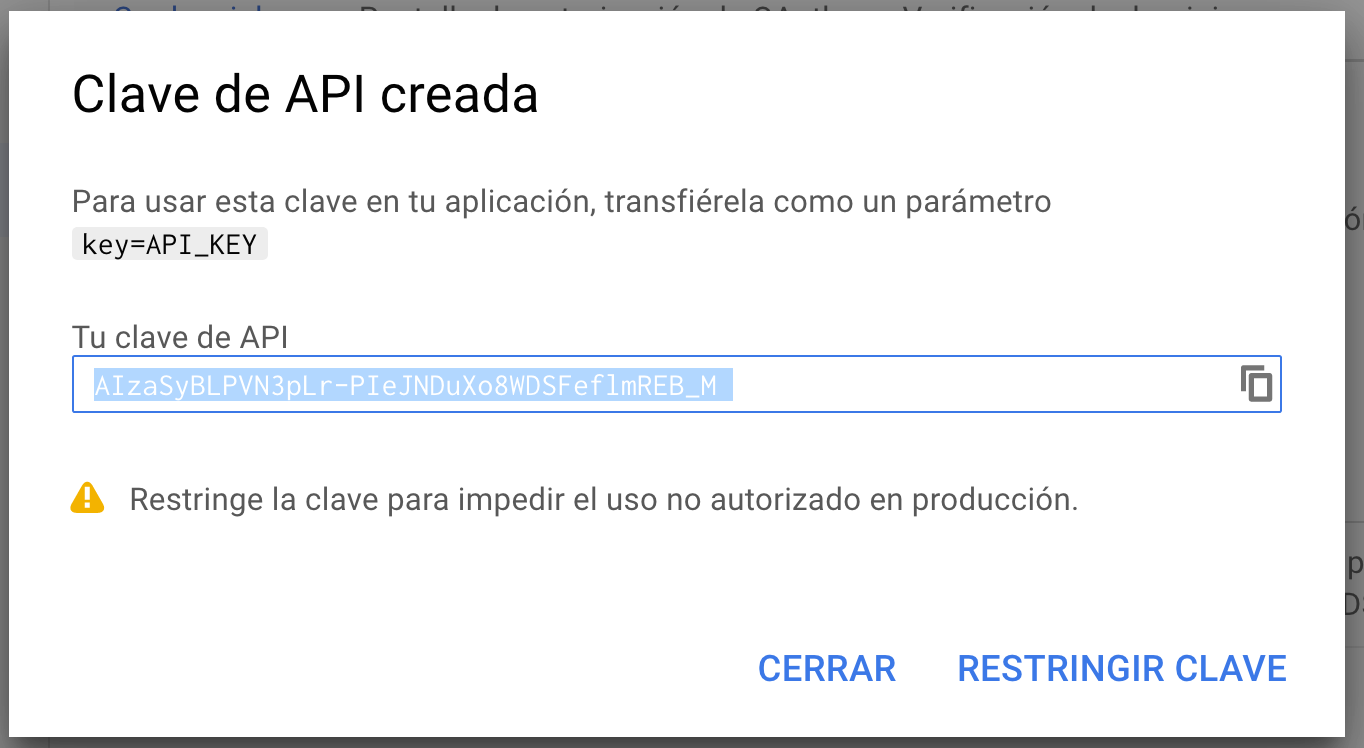 Clave de API creada
Para usar esta clave en tu aplicación, transfiérela como un parámetro
key=API_KEY
Tu clave de API
AIzaSyBLPVN3pLr-PIeJNDuXo8WDSFeflmREB_M
Restringe la clave para impedir el uso no autorizado en producción.
CERRAR RESTRINGIR CLAVE